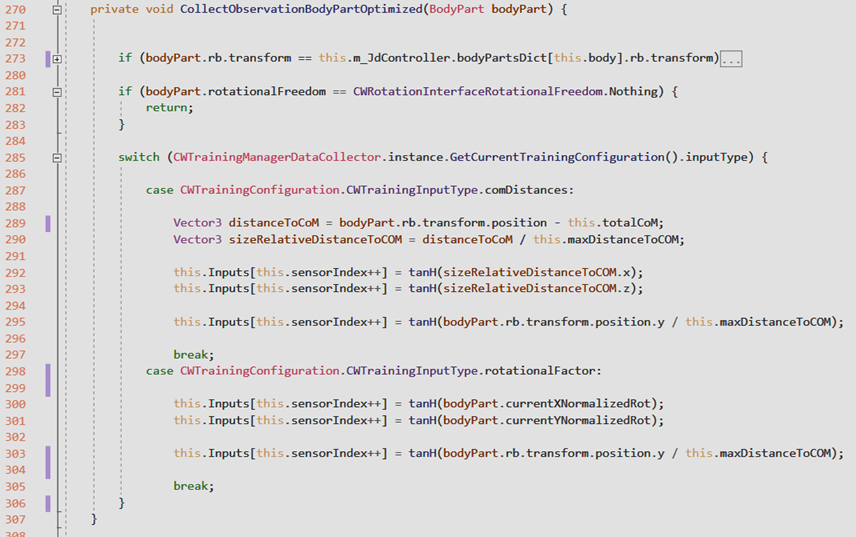 270 private void CollectObservationBodyPartOptimized(BodyPart bodyPart) {
271
272
273 if (bodyPart.rb.transform == this.m_JdController.bodyPartsDict[this.body].rb.transform)...
280
281 if (bodyPart.rotationalFreedom == CWRotationInterfaceRotationalFreedom.Nothing) {
282 return;
283 }
284
285 switch (CWTrainingManagerDataCollector.instance.GetCurrentTrainingConfiguration().inputType) {
286
287 case CWTrainingConfiguration.CWTrainingInputType.comDistances:
288
289 Vector3 distanceToCoM = bodyPart.rb.transform.position - this.totalCoM;
290 Vector3 sizeRelativeDistanceToCOM = distanceToCoM / this.maxDistanceToCOM;
291
292 this.Inputs[this.sensorIndex++] = tanH(sizeRelativeDistanceToCOM.x);
293 this.Inputs[this.sensorIndex++] = tanH(sizeRelativeDistanceToCOM.z);
294
295 this.Inputs[this.sensorIndex++] = tanH(bodyPart.rb.transform.position.y / this.maxDistanceToCOM);
296
297 break;
298 case CWTrainingConfiguration.CWTrainingInputType.rotationalFactor:
299
300 this.Inputs[this.sensorIndex++] = tanH(bodyPart.currentXNormalizedRot);
301 this.Inputs[this.sensorIndex++] = tanH(bodyPart.currentYNormalizedRot);
302
303 this.Inputs[this.sensorIndex++] = tanH(bodyPart.rb.transform.position.y / this.maxDistanceToCOM);
304
305 break;
306 }
307 }
308